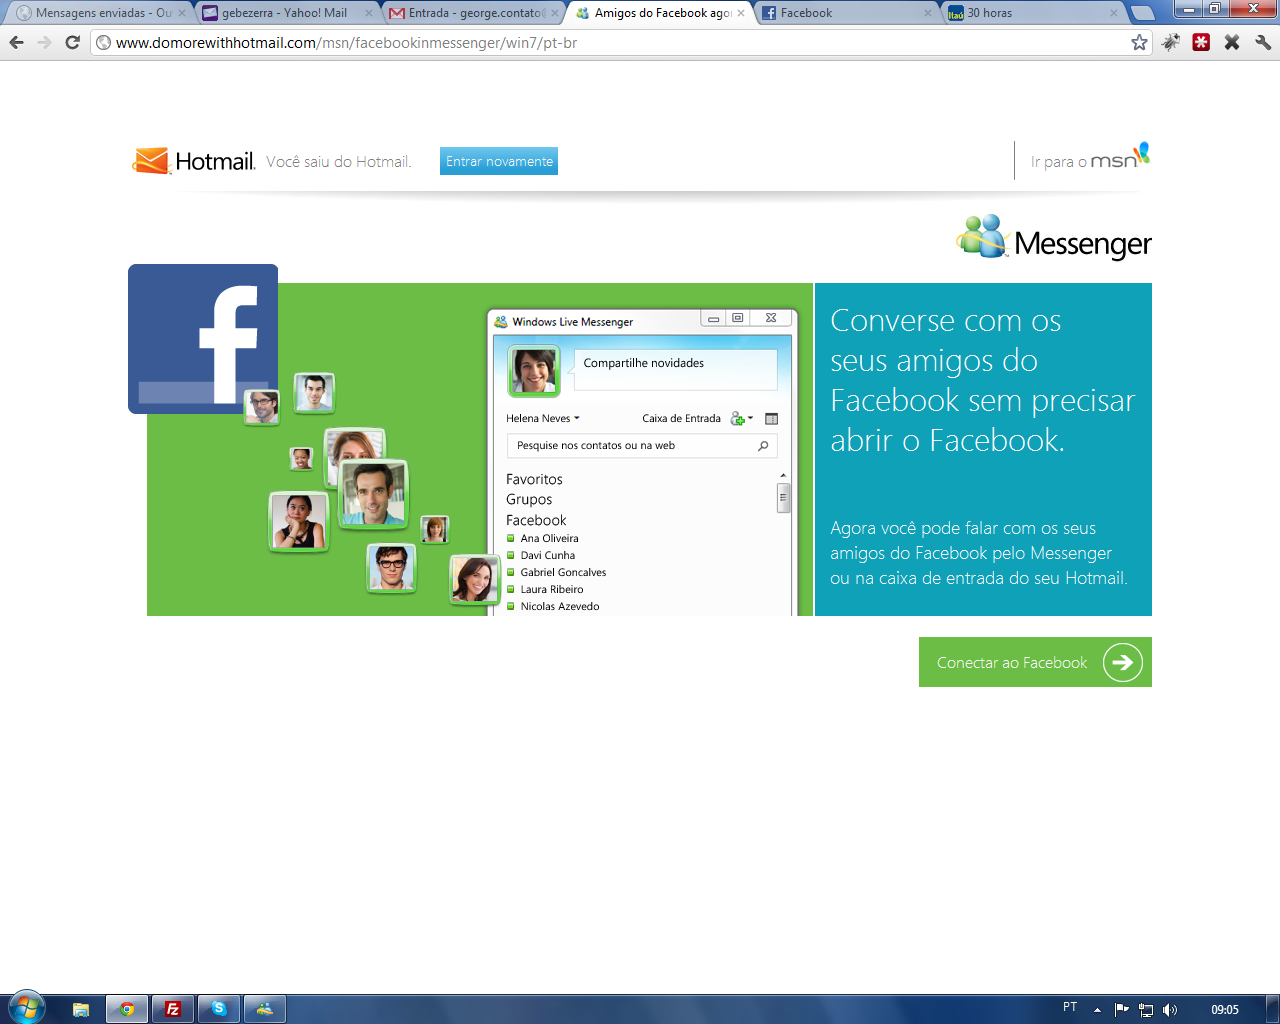 Mensagens enviadas - Ou
gebezerra - Yahoo! Mail
Entrada - george.contato@
Amigos do Facebook ago
Facebook
Itaú 30 horas
www.domorewithhotmail.com/msn/facebookinmessenger/win7/pt-br
Hotmail. Você saiu do Hotmail.
Entrar novamente
Ir para o msn
Messenger
f
Windows Live Messenger
Compartilhe novidades
Helena Neves
Caixa de Entrada
Pesquise nos contatos ou na web
Favoritos
Grupos
Facebook
Ana Oliveira
Davi Cunha
Gabriel Goncalves
Laura Ribeiro
Nicolas Azevedo
Converse com os
seus amigos do
Facebook sem precisar
abrir o Facebook.
Agora você pode falar com os seus
amigos do Facebook pelo Messenger
ou na caixa de entrada do seu Hotmail.
Conectar ao Facebook
PT
09:05